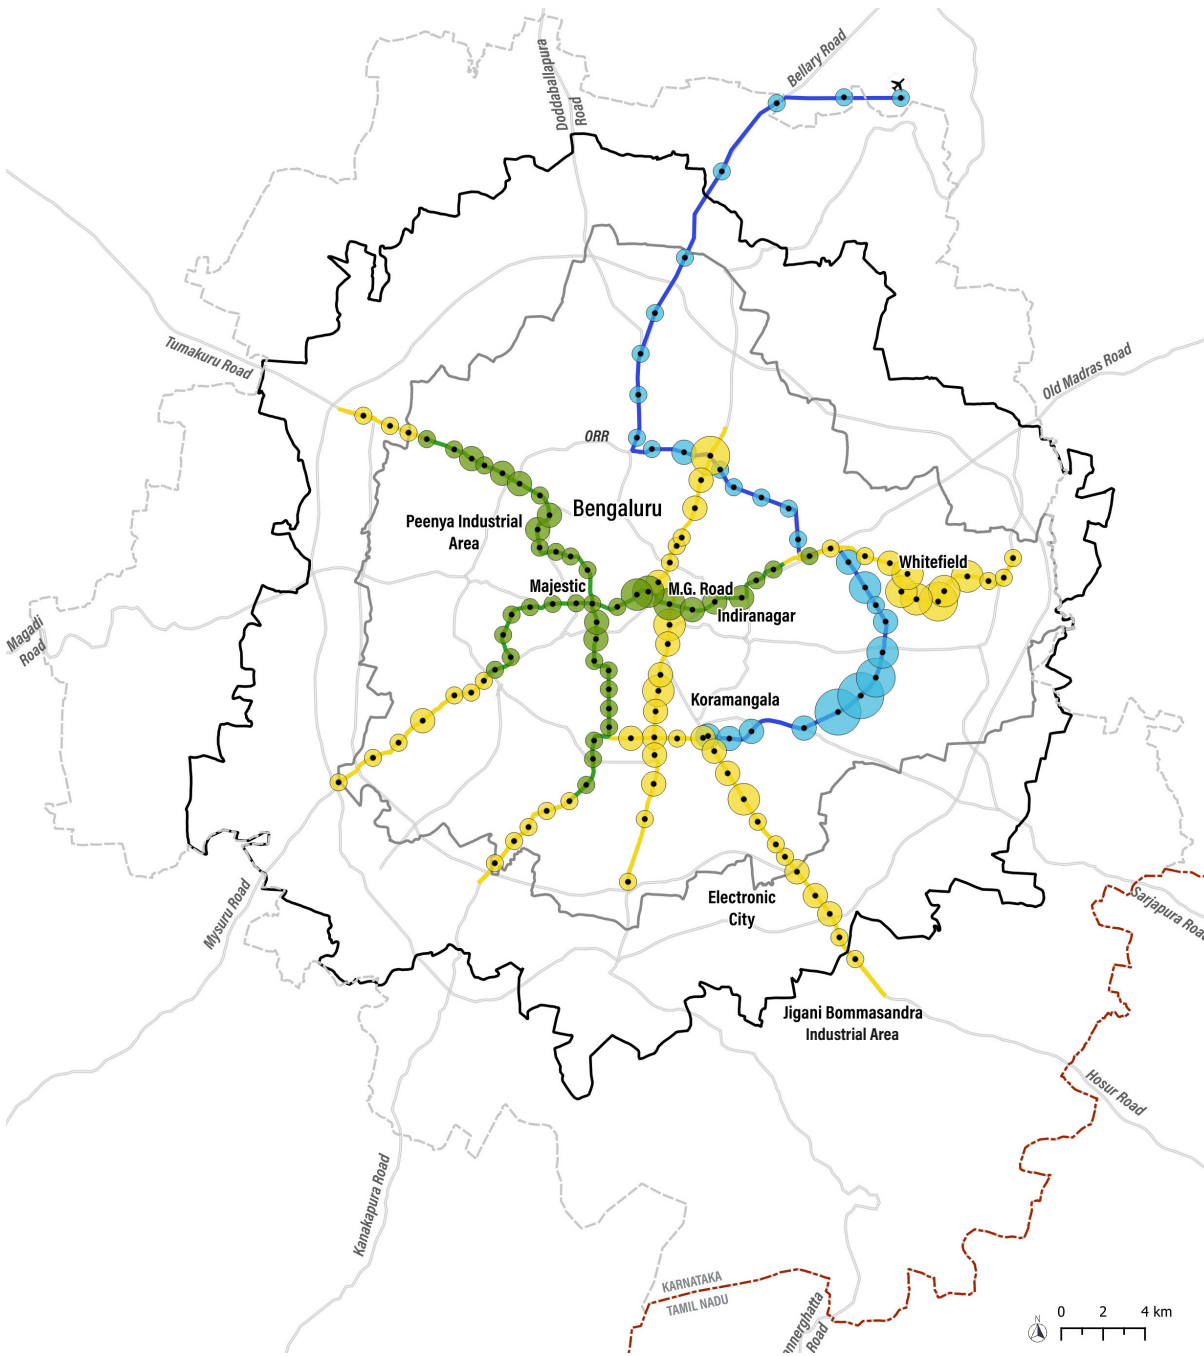 Doddaballapura
Road
Bellary Road
Tumakuru Road
Old Madras Road
ORR
Bengaluru
Peenya Industrial
Area
Whitefield
Majestic
M.G. Road
Indiranagar
Magadi
Road
Koramangala
Electronic
City
Mysuru Road
Sarjapura Road
Jigani Bommasandra
Industrial Area
Hosur Road
Kanakapura Road
KARNATAKA
TAMIL NADU
Road
N
0 2 4 km